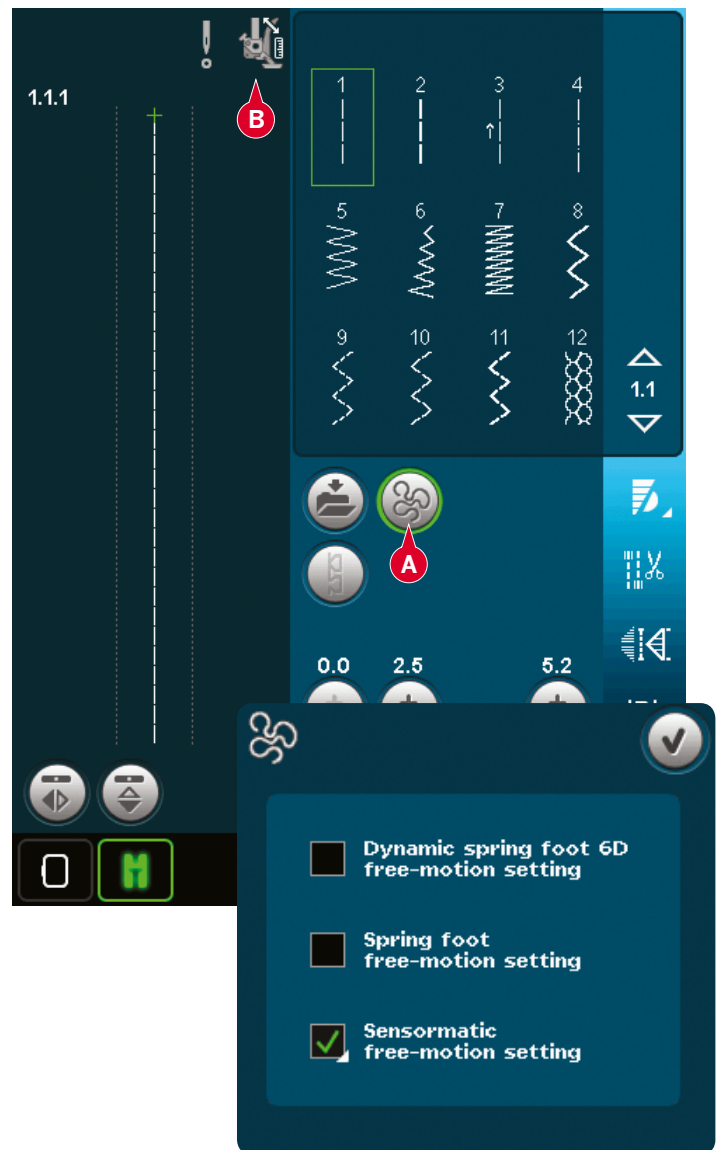 1.1.1
B
1 2 3 4
5 6 7 8
9 10 11 12
1.1
A
0.0 2.5 5.2
Dynamic spring foot 6D
free-motion setting
Spring foot
free-motion setting
Sensormatic
free-motion setting